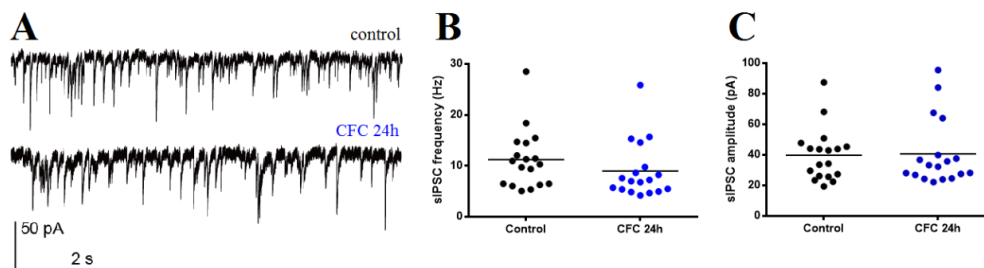 A
control
CFC 24h
50 pA
2 s
B
sIPSC frequency (Hz)
30
20
10
0
Control
CFC 24h
C
sIPSC amplitude (pA)
100
80
60
40
20
0
Control
CFC 24h